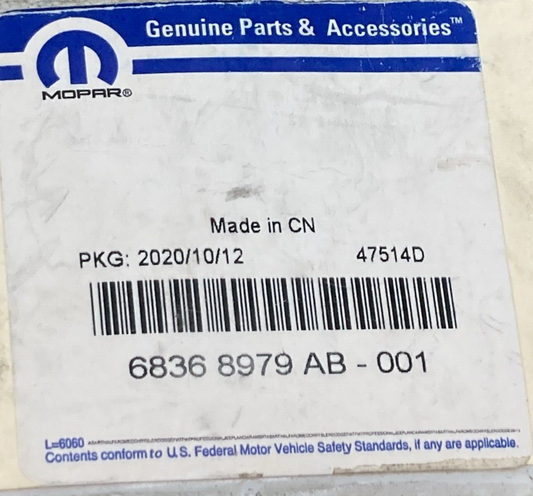 Genuine Parts & Accessories™
MOPAR®
Made in CN
PKG: 2020/10/12 47514D
6836 8979 AB - 001
L=6060
Contents conform to U.S. Federal Motor Vehicle Safety Standards, if any are applicable.